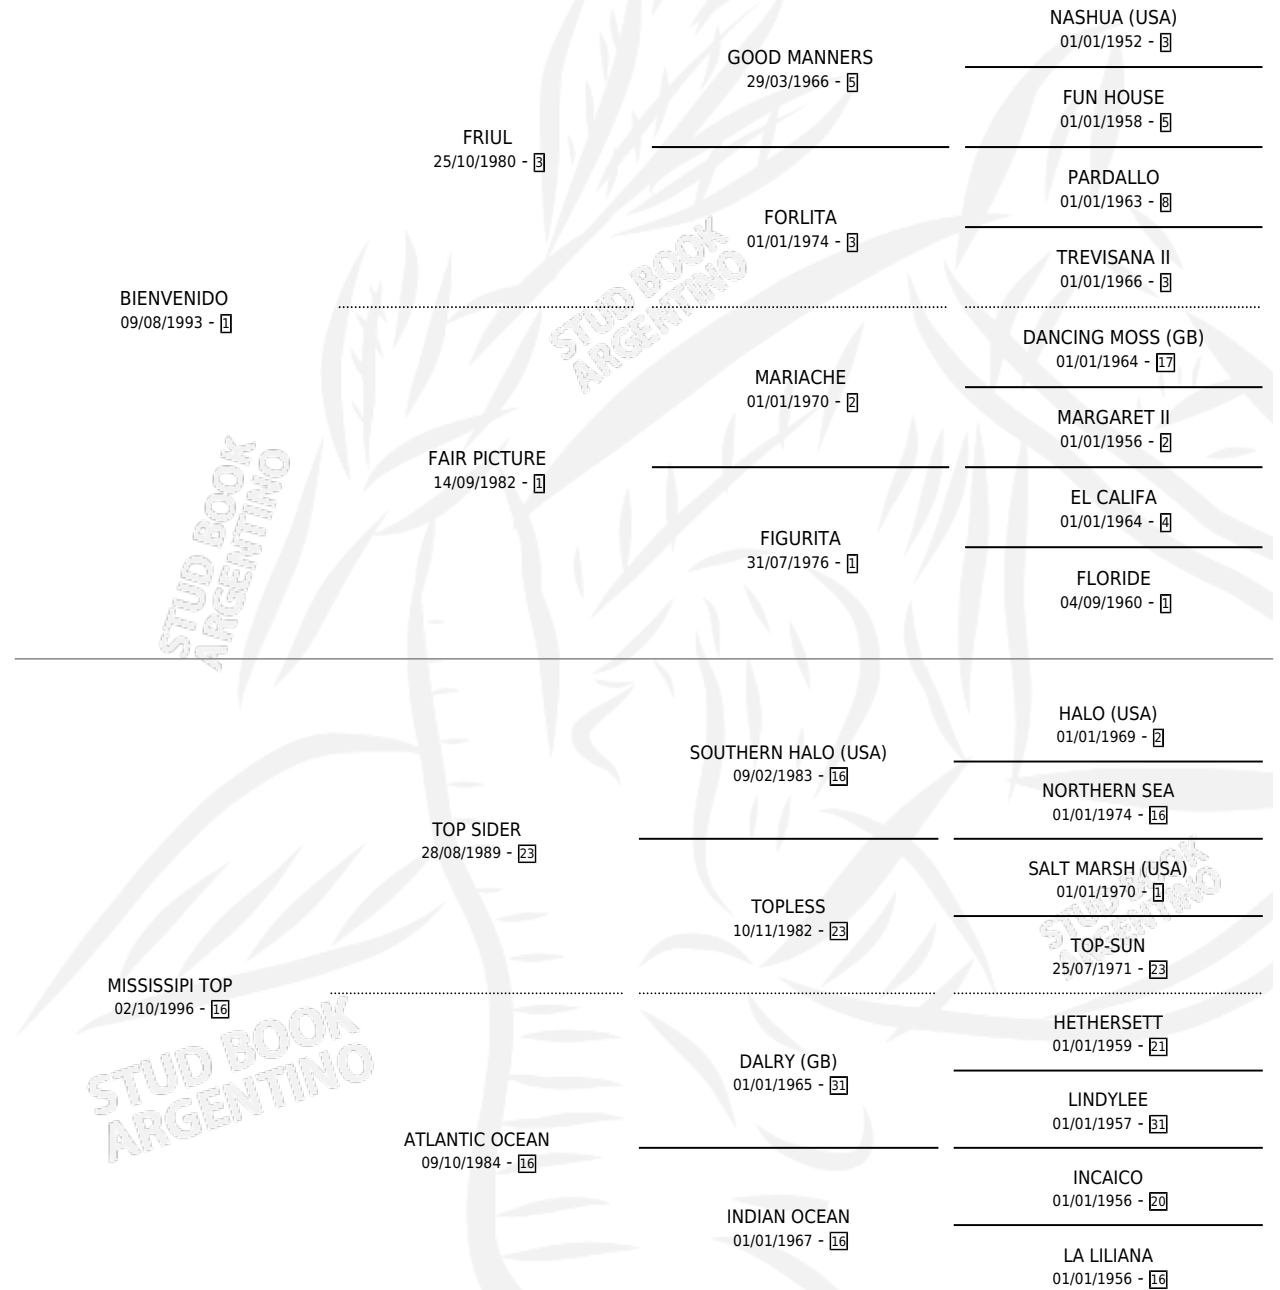 NASHUA (USA)
01/01/1952 - 3
GOOD MANNERS
29/03/1966 - 5
FUN HOUSE
01/01/1958 - 5
FRIUL
25/10/1980 - 3
PARDALLO
01/01/1963 - 8
FORLITA
01/01/1974 - 3
TREVISANA II
01/01/1966 - 3
BIENVENIDO
09/08/1993 - 1
DANCING MOSS (GB)
01/01/1964 - 17
MARIACHE
01/01/1970 - 2
MARGARET II
01/01/1956 - 2
FAIR PICTURE
14/09/1982 - 1
EL CALIFA
01/01/1964 - 4
FIGURITA
31/07/1976 - 1
FLORIDE
04/09/1960 - 1
STUD BOOK
ARGENTINO
STUD BOOK
ARGENTINO
HALO (USA)
01/01/1969 - 2
SOUTHERN HALO (USA)
09/02/1983 - 16
NORTHERN SEA
01/01/1974 - 16
TOP SIDER
28/08/1989 - 23
SALT MARSH (USA)
01/01/1970 - 1
TOPLESS
10/11/1982 - 23
TOP-SUN
25/07/1971 - 23
MISSISSIPI TOP
02/10/1996 - 16
HETHERSETT
01/01/1959 - 21
DALRY (GB)
01/01/1965 - 31
LINDYLEE
01/01/1957 - 31
ATLANTIC OCEAN
09/10/1984 - 16
INCAICO
01/01/1956 - 20
INDIAN OCEAN
01/01/1967 - 16
LA LILIANA
01/01/1956 - 16
STUD BOOK
ARGENTINO
STUD BOOK
ARGENTINO